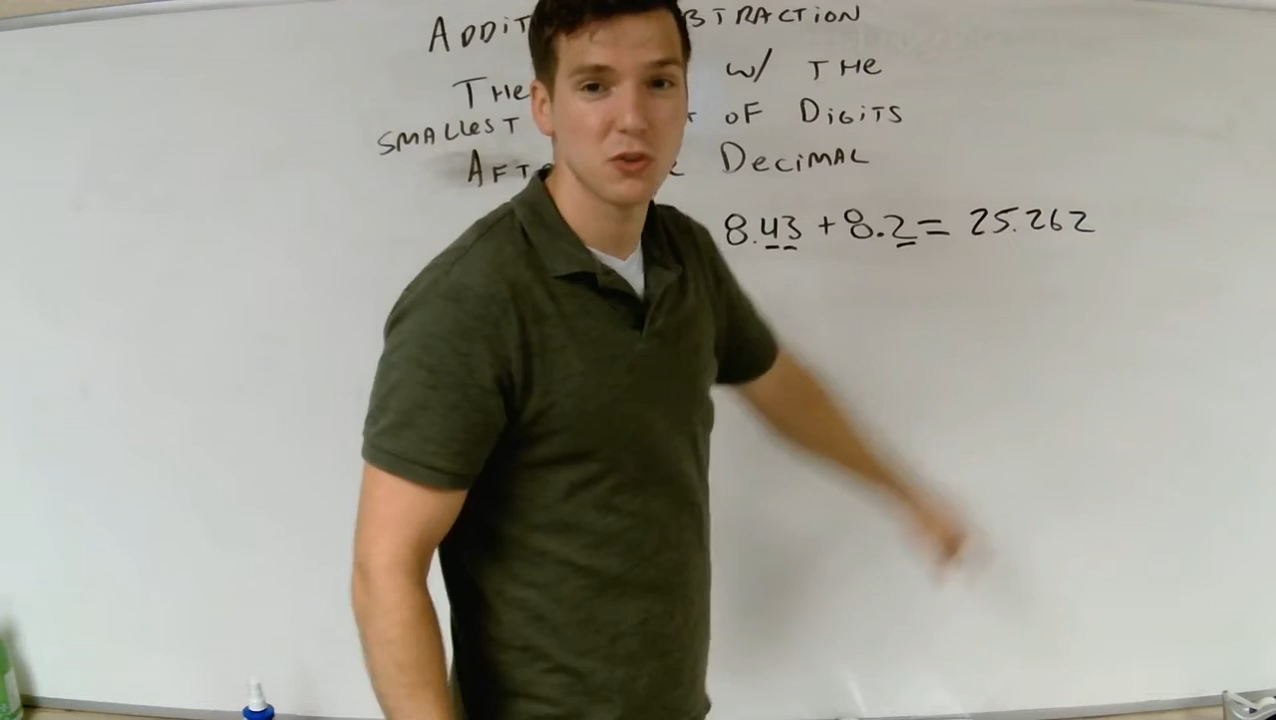 ADDIT BTRACTION
THE W/ THE
SMALLEST OF DIGITS
AFT DECIMAL
8.43 + 8.2 = 25.262